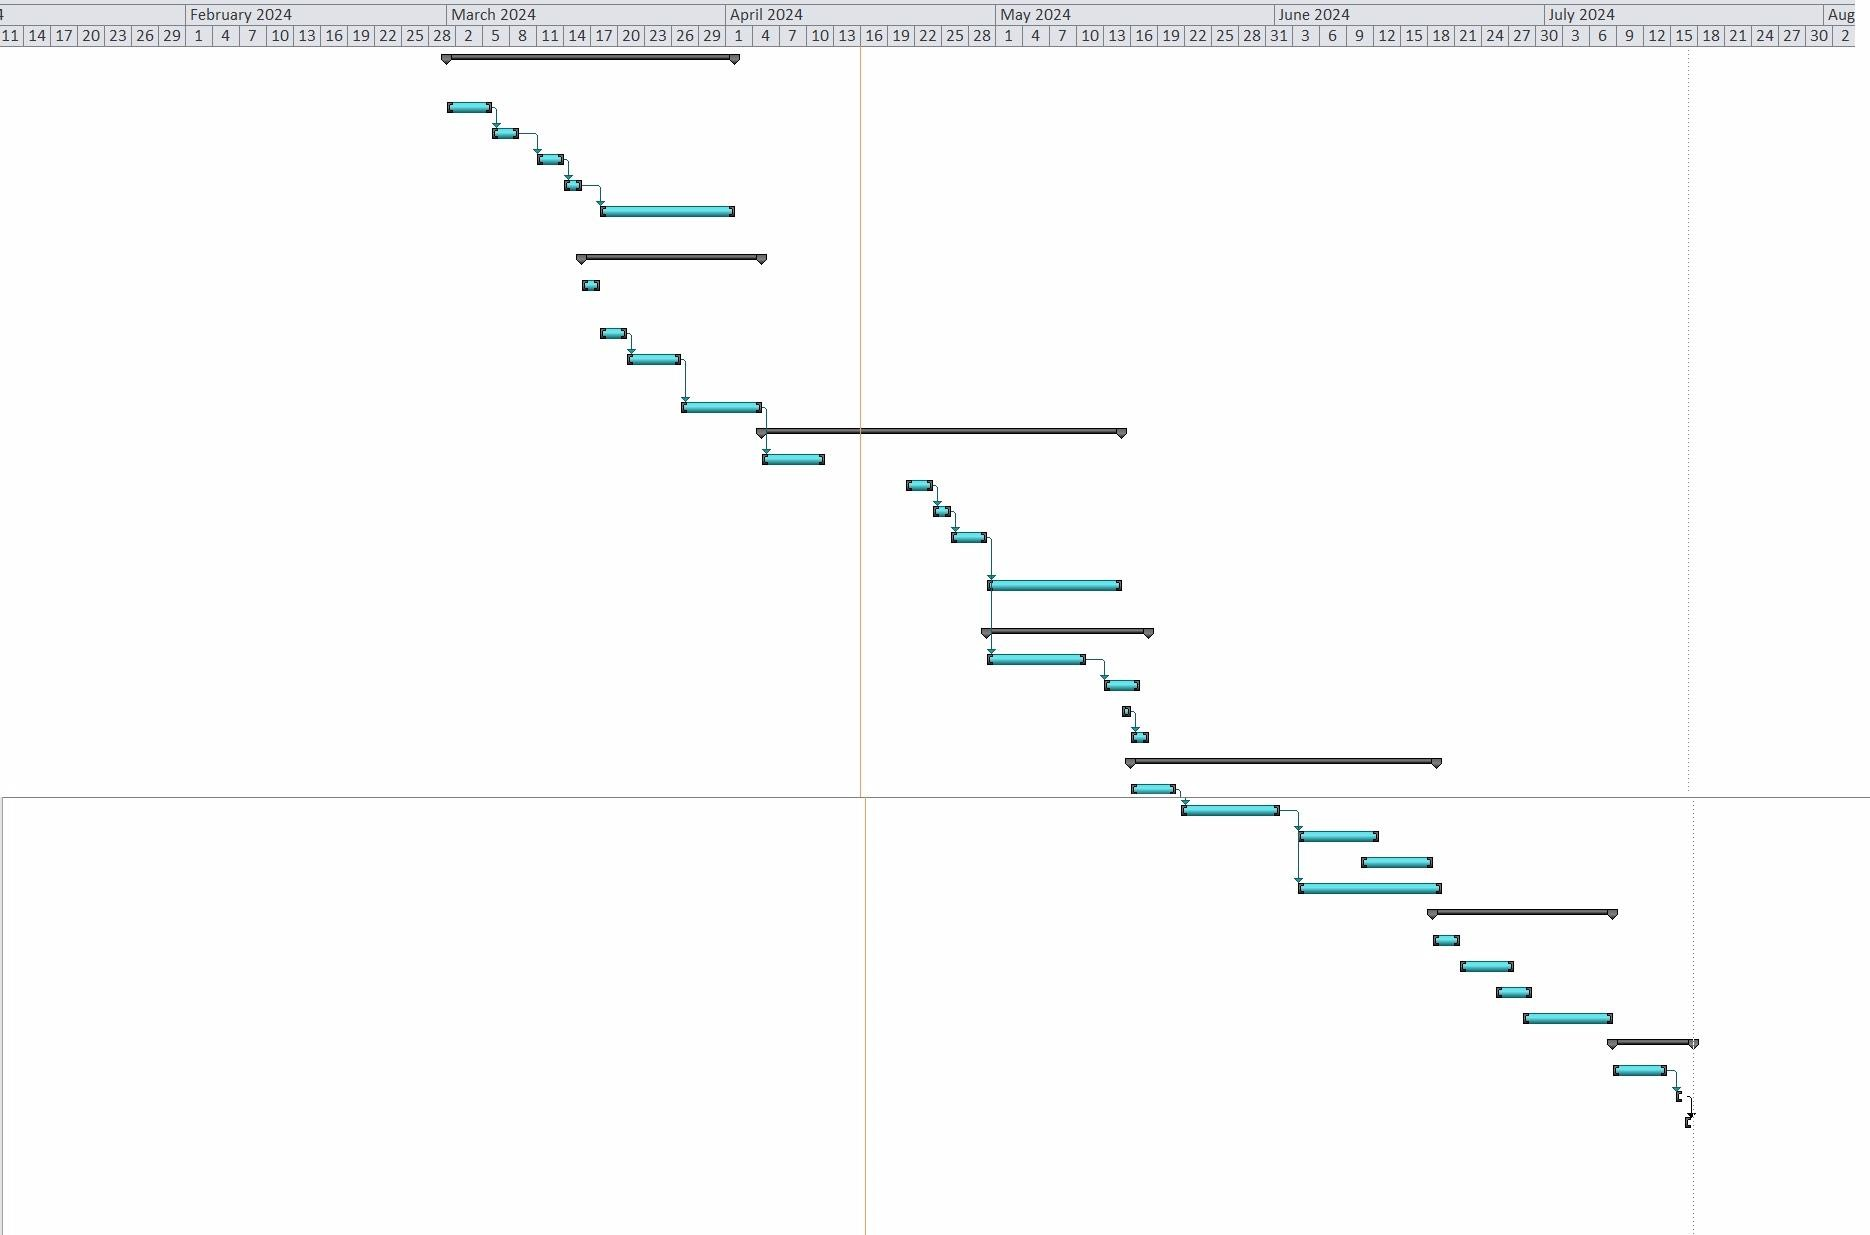 4 February 2024 March 2024 April 2024 May 2024 June 2024 July 2024 Aug
11 14 17 20 23 26 29 1 4 7 10 13 16 19 22 25 28 2 5 8 11 14 17 20 23 26 29 1 4 7 10 13 16 19 22 25 28 1 4 7 10 13 16 19 22 25 28 31 3 6 9 12 15 18 21 24 27 30 3 6 9 12 15 18 21 24 27 30 2